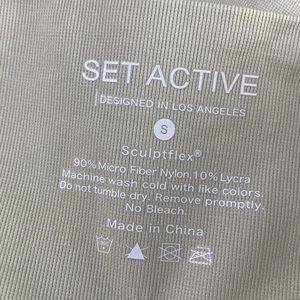 SET ACTIVE
DESIGNED IN LOS ANGELES
S
Sculptflex®
90% Micro Fiber Nylon,10% Lycra
Machine wash cold with like colors.
Do not tumble dry. Remove promptly.
No Bleach.
Made in China